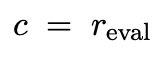 c = r_eval